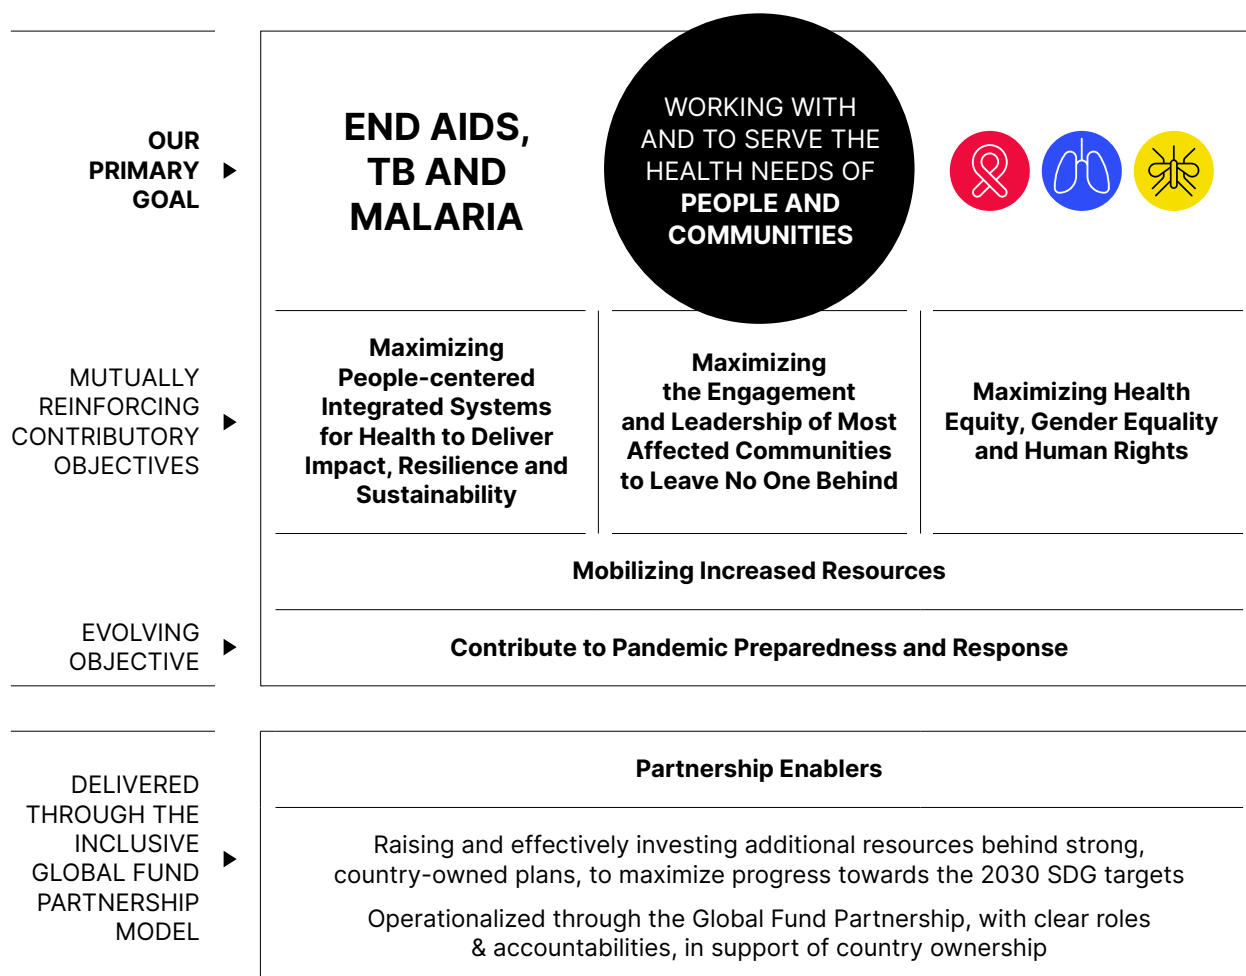 OUR
PRIMARY
GOAL
END AIDS,
TB AND
MALARIA
WORKING WITH
AND TO SERVE THE
HEALTH NEEDS OF
PEOPLE AND
COMMUNITIES
MUTUALLY
REINFORCING
CONTRIBUTORY
OBJECTIVES
Maximizing
People-centered
Integrated Systems
for Health to Deliver
Impact, Resilience and
Sustainability
Maximizing
the Engagement
and Leadership of Most
Affected Communities
to Leave No One Behind
Maximizing Health
Equity, Gender Equality
and Human Rights
Mobilizing Increased Resources
EVOLVING
OBJECTIVE
Contribute to Pandemic Preparedness and Response
DELIVERED
THROUGH THE
INCLUSIVE
GLOBAL FUND
PARTNERSHIP
MODEL
Partnership Enablers
Raising and effectively investing additional resources behind strong,
country-owned plans, to maximize progress towards the 2030 SDG targets
Operationalized through the Global Fund Partnership, with clear roles
& accountabilities, in support of country ownership